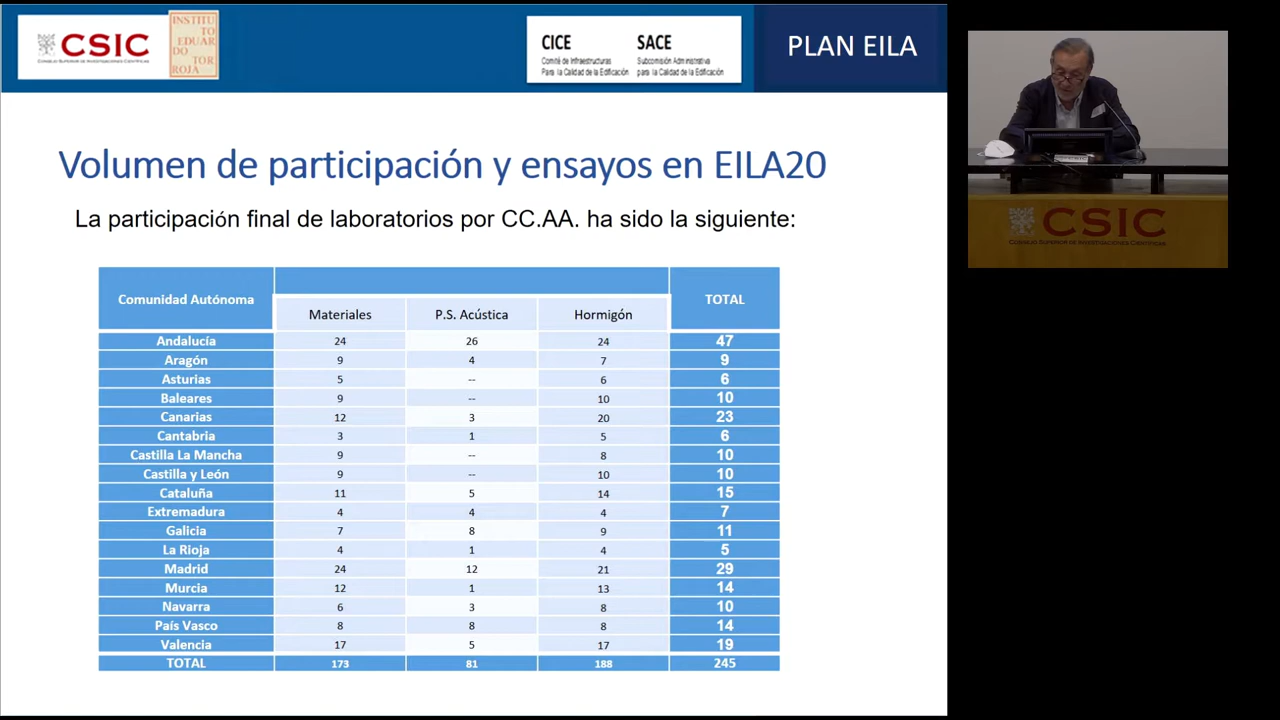 CSIC
CONSEJO SUPERIOR DE INVESTIGACIONES CIENTÍFICAS
INSTITU
TO
EDUAR
DO
TOR
ROJA
CICE
Comité de Infraestructuras
Para la Calidad de la Edificación
SACE
Subcomisión Administrativa
para la Calidad de la Edificación
PLAN EILA
Volumen de participación y ensayos en EILA20
La participación final de laboratorios por CC.AA. ha sido la siguiente:
Comunidad Autónoma TOTAL
Materiales P.S. Acústica Hormigón
Andalucía 24 26 24 47
Aragón 9 4 7 9
Asturias 5 -- 6 6
Baleares 9 -- 10 10
Canarias 12 3 20 23
Cantabria 3 1 5 6
Castilla La Mancha 9 -- 8 10
Castilla y León 9 -- 10 10
Cataluña 11 5 14 15
Extremadura 4 4 4 7
Galicia 7 8 9 11
La Rioja 4 1 4 5
Madrid 24 12 21 29
Murcia 12 1 13 14
Navarra 6 3 8 10
País Vasco 8 8 8 14
Valencia 17 5 17 19
TOTAL 173 81 188 245
CSIC
CONSEJO SUPERIOR DE INVESTIGACIONES CIENTÍFICAS